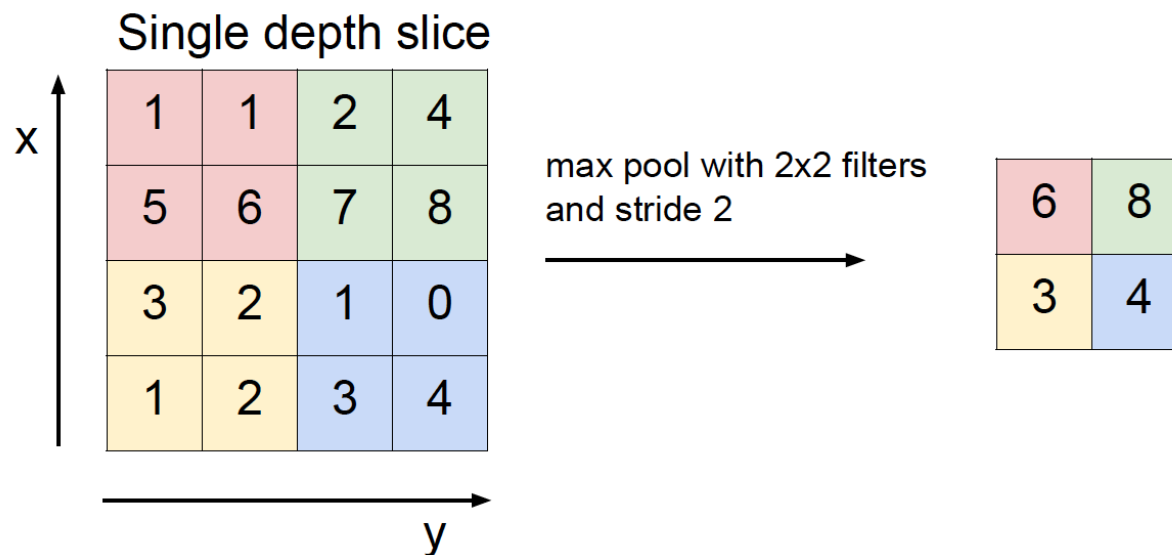 Single depth slice
x
1 1 2 4
5 6 7 8
3 2 1 0
1 2 3 4
y
max pool with 2x2 filters
and stride 2
6 8
3 4